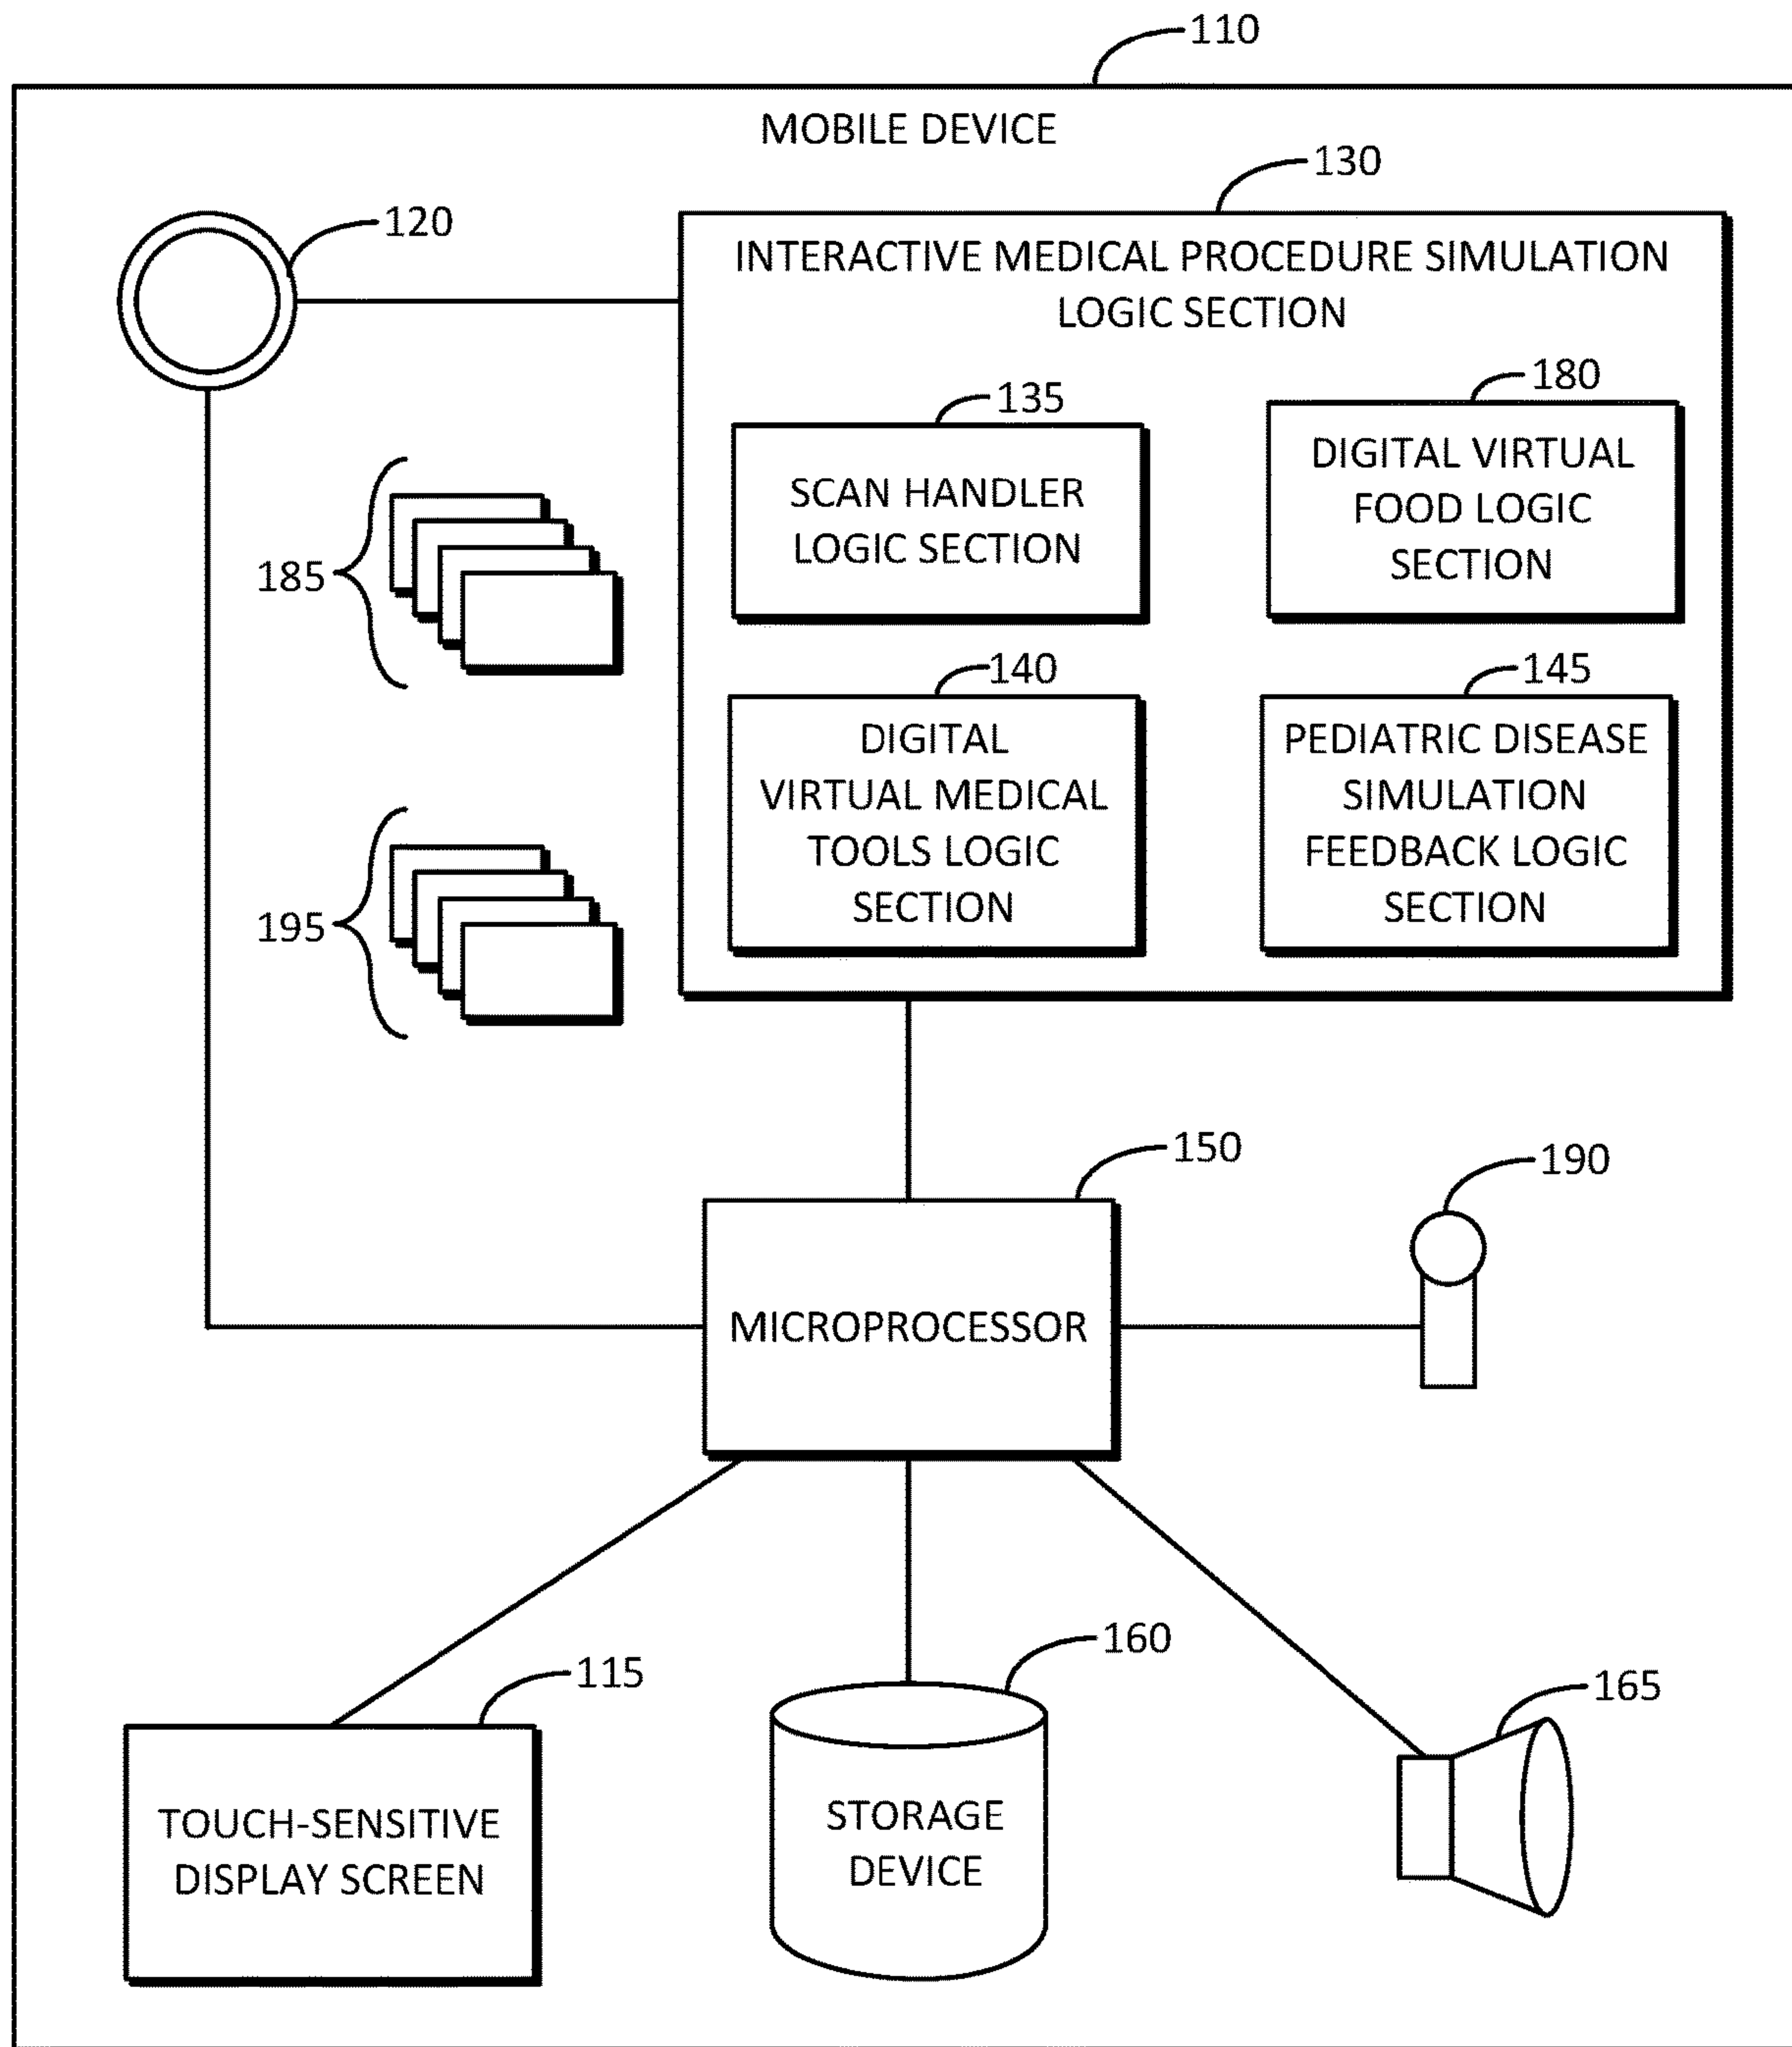 110
MOBILE DEVICE
130
120
INTERACTIVE MEDICAL PROCEDURE SIMULATION
LOGIC SECTION
135
180
SCAN HANDLER
LOGIC SECTION
DIGITAL VIRTUAL
FOOD LOGIC
SECTION
185
140
145
DIGITAL
VIRTUAL MEDICAL
TOOLS LOGIC
SECTION
PEDIATRIC DISEASE
SIMULATION
FEEDBACK LOGIC
SECTION
195
150
190
MICROPROCESSOR
115
160
165
TOUCH-SENSITIVE
DISPLAY SCREEN
STORAGE
DEVICE